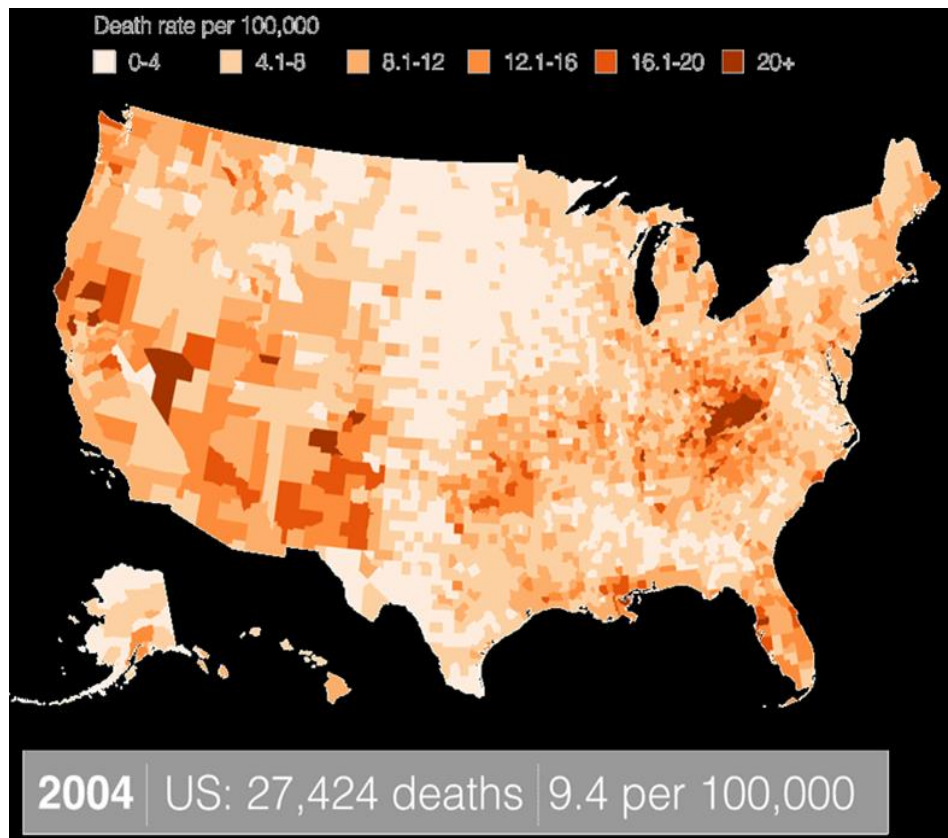 Death rate per 100,000
0-4 4.1-8 8.1-12 12.1-16 16.1-20 20+
2004 US: 27,424 deaths 9.4 per 100,000